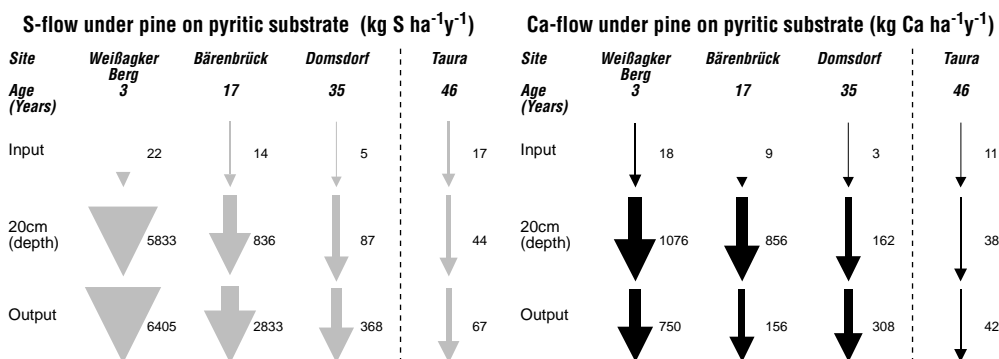 S-flow under pine on pyritic substrate (kg S ha⁻¹y⁻¹)
Site Weißagker Berg Bärenbrück Domsdorf Taura
Age (Years) 3 17 35 46
Input 22 14 5 17
20cm (depth) 5833 836 87 44
Output 6405 2833 368 67
Ca-flow under pine on pyritic substrate (kg Ca ha⁻¹y⁻¹)
Site Weißagker Berg Bärenbrück Domsdorf Taura
Age (Years) 3 17 35 46
Input 18 9 3 11
20cm (depth) 1076 856 162 38
Output 750 156 308 42